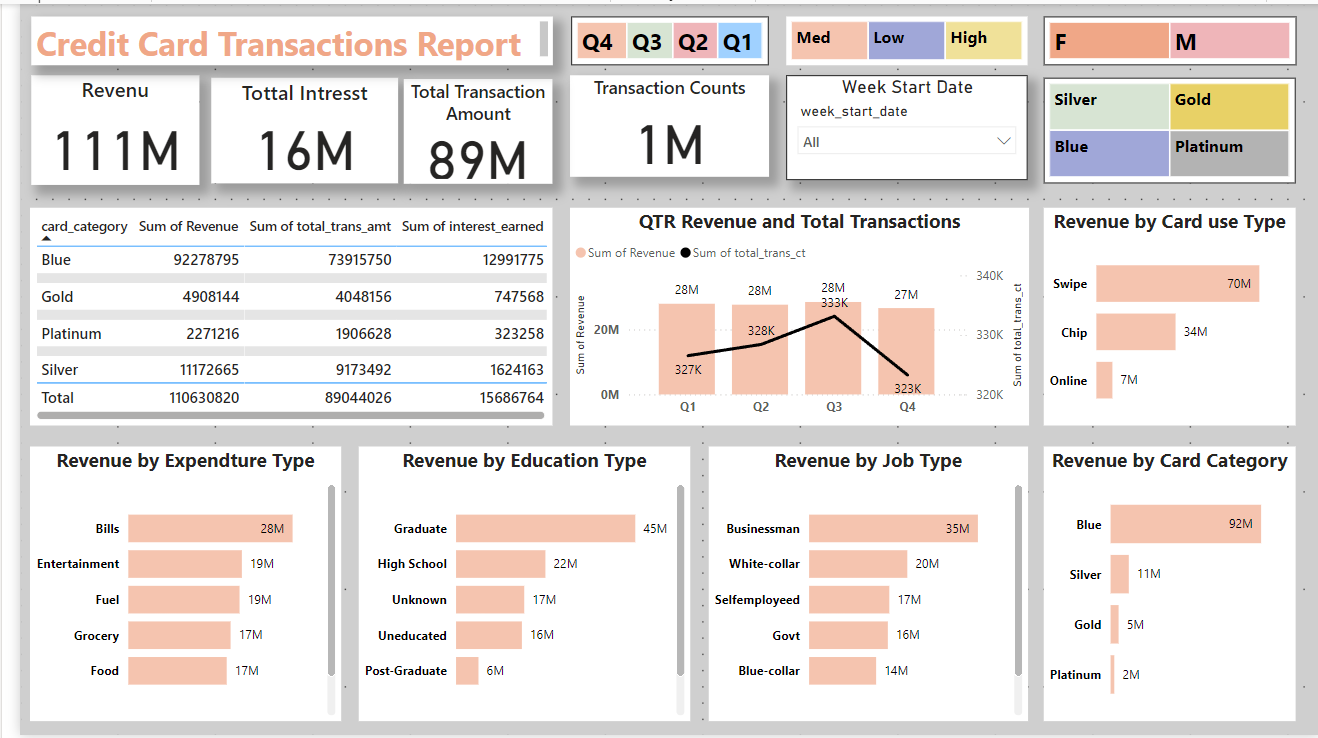 Credit Card Transactions Report
Q4 Q3 Q2 Q1
Med Low High
F M
Revenu
111M
Tottal Intresst
16M
Total Transaction
Amount
89M
Transaction Counts
1M
Week Start Date
week_start_date
All
Silver Gold
Blue Platinum
card_category Sum of Revenue Sum of total_trans_amt Sum of interest_earned
Blue 92278795 73915750 12991775
Gold 4908144 4048156 747568
Platinum 2271216 1906628 323258
Silver 11172665 9173492 1624163
Total 110630820 89044026 15686764
QTR Revenue and Total Transactions
Sum of Revenue Sum of total_trans_ct
Sum of Revenue
20M
0M
28M 28M 28M 27M
327K 328K 333K 323K
Q1 Q2 Q3 Q4
340K
330K
320K
Sum of total_trans_ct
Revenue by Card use Type
Swipe 70M
Chip 34M
Online 7M
Revenue by Expendture Type
Bills 28M
Entertainment 19M
Fuel 19M
Grocery 17M
Food 17M
Revenue by Education Type
Graduate 45M
High School 22M
Unknown 17M
Uneducated 16M
Post-Graduate 6M
Revenue by Job Type
Businessman 35M
White-collar 20M
Selfemployeed 17M
Govt 16M
Blue-collar 14M
Revenue by Card Category
Blue 92M
Silver 11M
Gold 5M
Platinum 2M